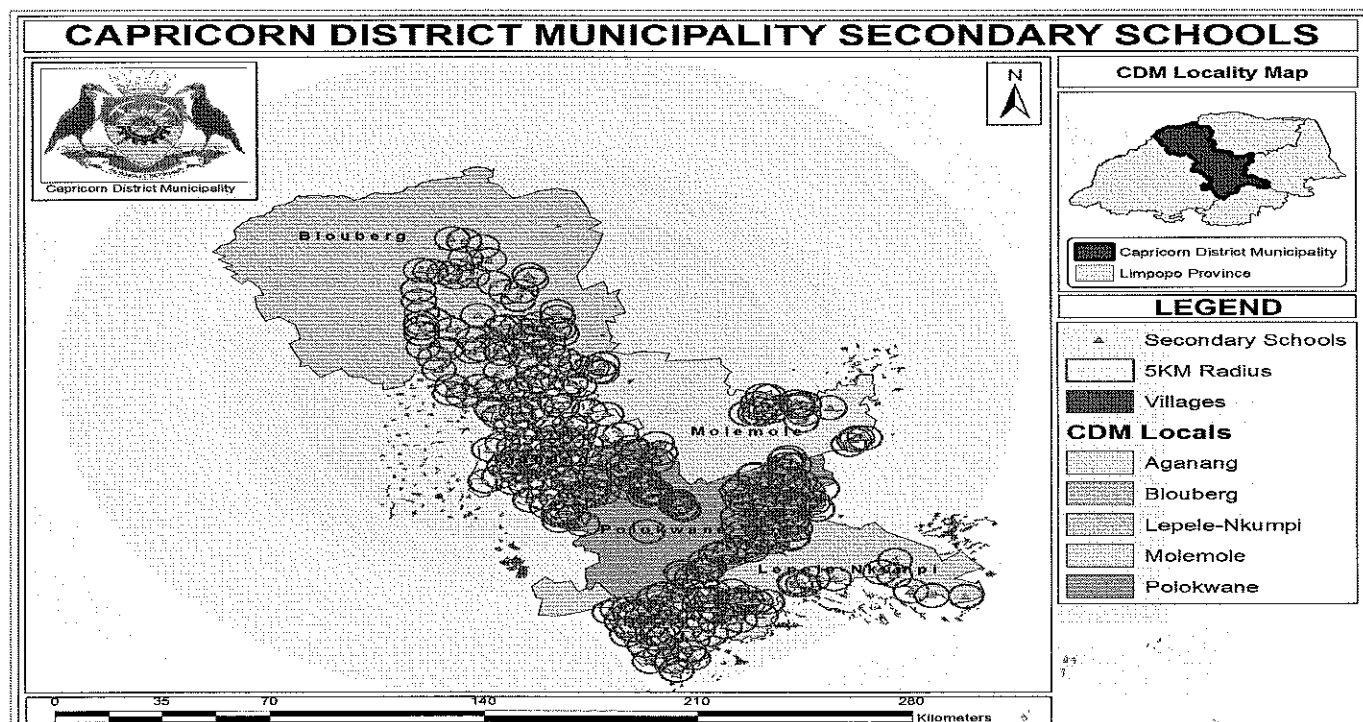 CAPRICORN DISTRICT MUNICIPALITY SECONDARY SCHOOLS
Capricorn District Municipality
N
CDM Locality Map
Capricorn District Municipality
Limpopo Province
LEGEND
Secondary Schools
5KM Radius
Villages
CDM Locals
Aganang
Blouberg
Lepele-Nkumpi
Molemole
Polokwane
Blouberg
Molemole
Polokwane
Lepele-Nkumpi
0 35 70 140 210 280
Kilometers